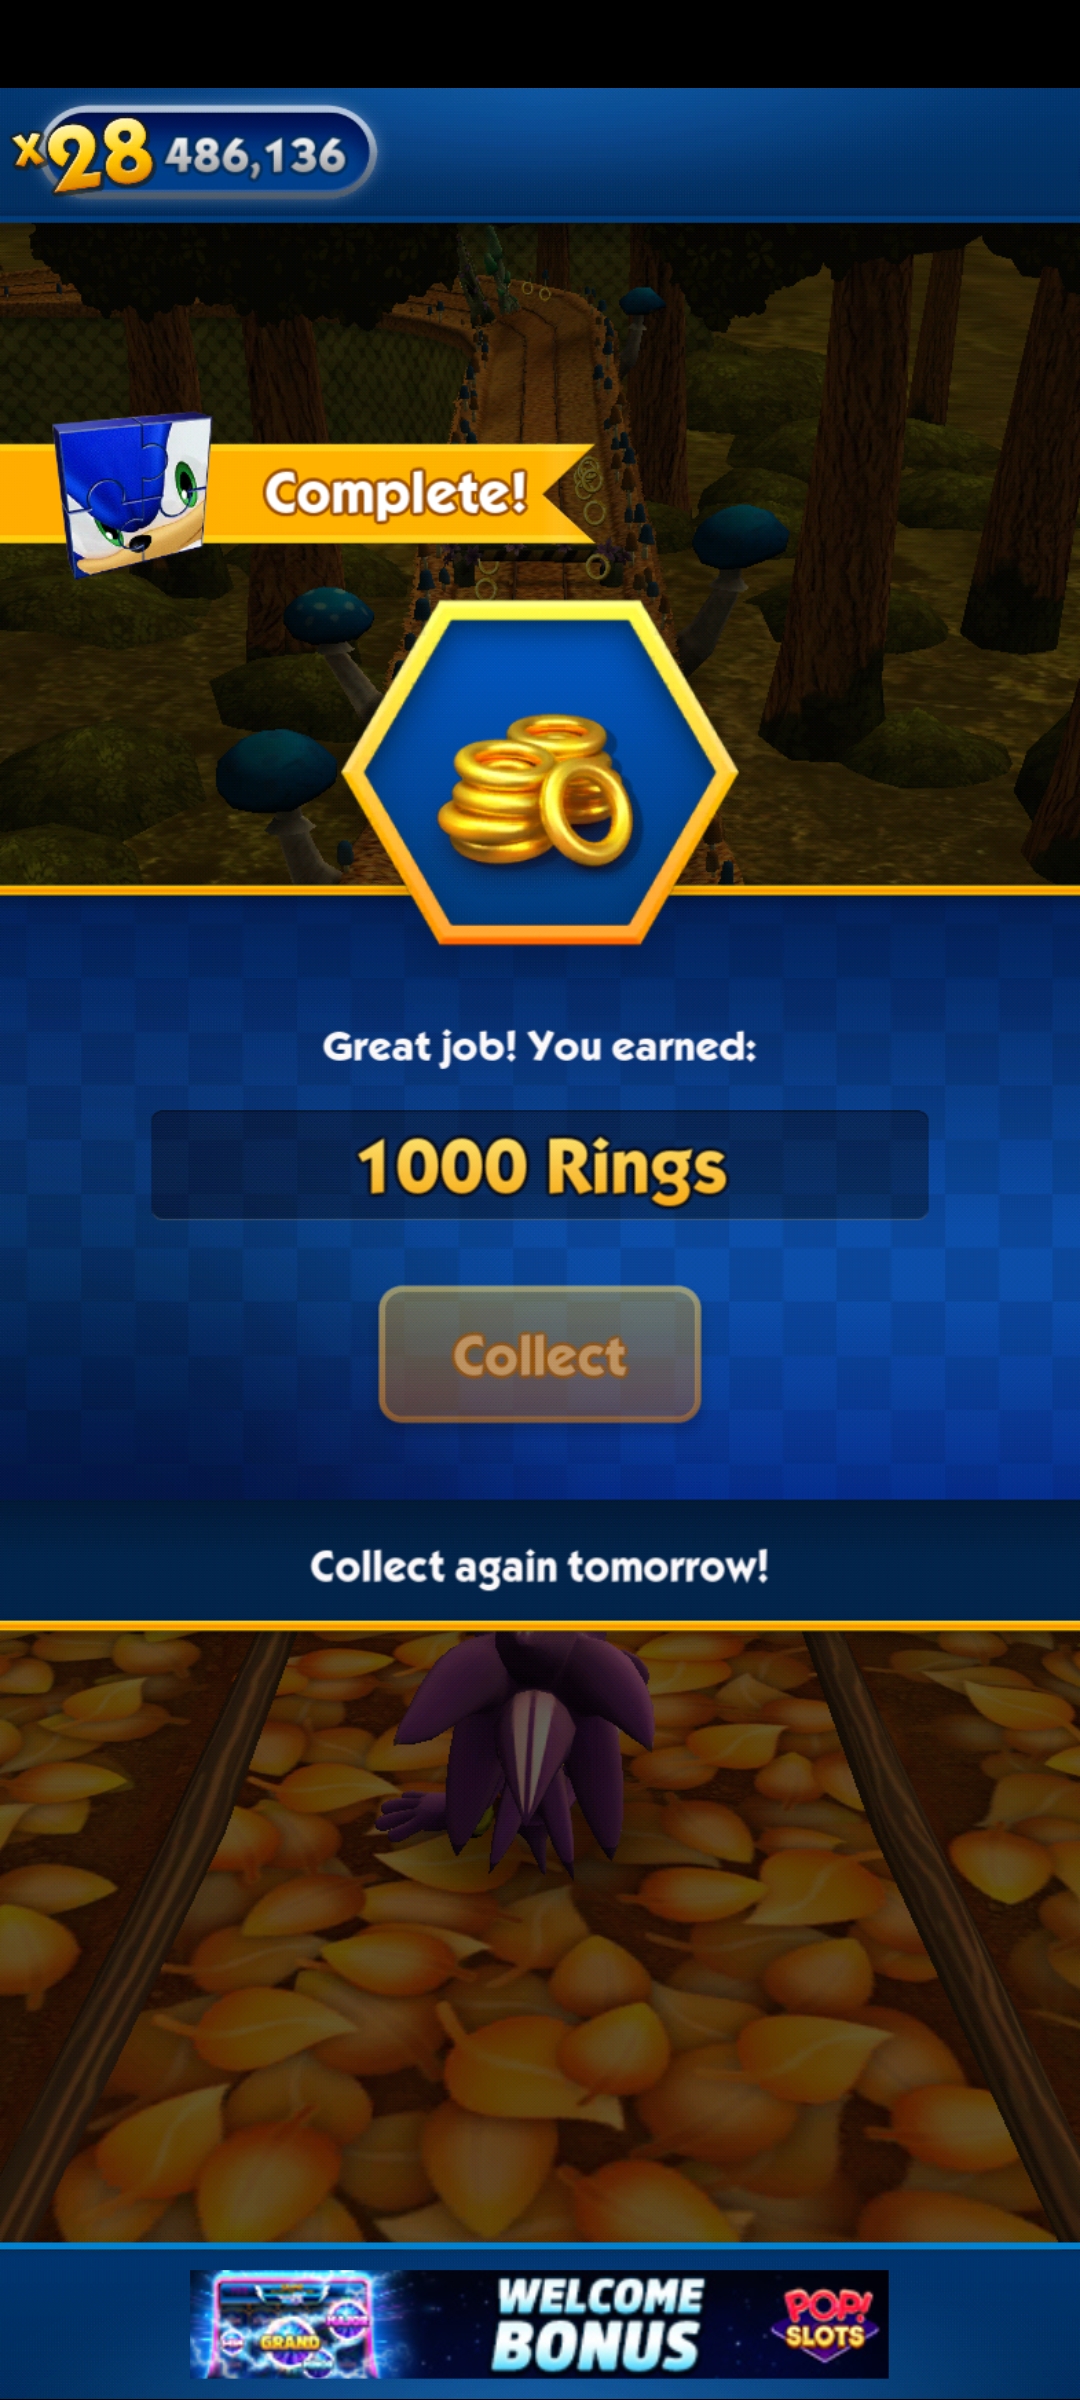 x28 486,136
Complete!
Great job! You earned:
1000 Rings
Collect
Collect again tomorrow!
GRAND
MAJOR
WELCOME
BONUS
POP!
SLOTS